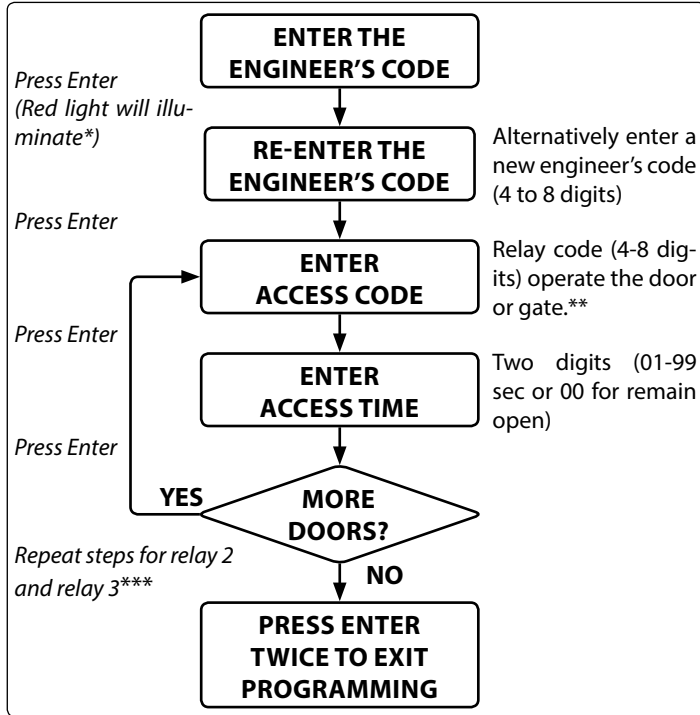 ENTER THE
ENGINEER'S CODE
Press Enter
(Red light will illu-
minate*)
RE-ENTER THE
ENGINEER'S CODE
Alternatively enter a
new engineer's code
(4 to 8 digits)
Press Enter
ENTER
ACCESS CODE
Relay code (4-8 dig-
its) operate the door
or gate.**
Press Enter
ENTER
ACCESS TIME
Two digits (01-99
sec or 00 for remain
open)
Press Enter
YES
MORE
DOORS?
Repeat steps for relay 2
and relay 3***
NO
PRESS ENTER
TWICE TO EXIT
PROGRAMMING